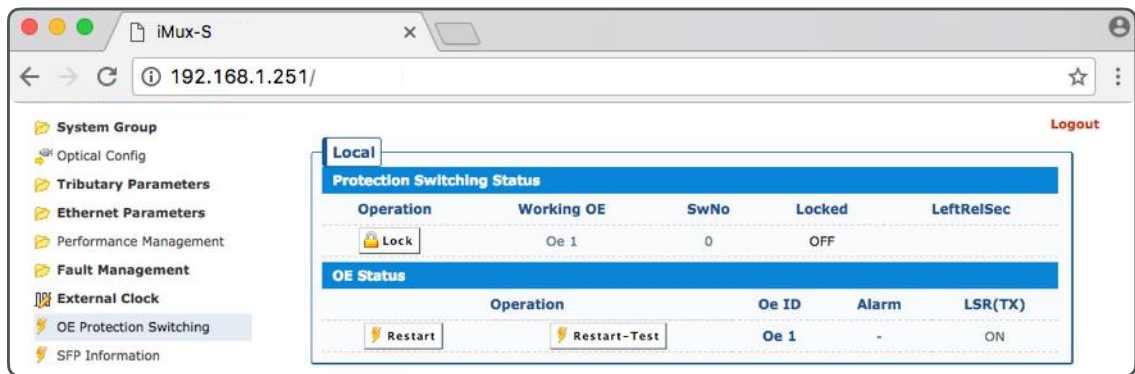 iMux-S
192.168.1.251/
System Group
Optical Config
Tributary Parameters
Ethernet Parameters
Performance Management
Fault Management
External Clock
OE Protection Switching
SFP Information
Logout
Local
Protection Switching Status
Operation Working OE SwNo Locked LeftRelSec
Lock Oe 1 0 OFF
OE Status
Operation Oe ID Alarm LSR(TX)
Restart Restart-Test Oe 1 - ON